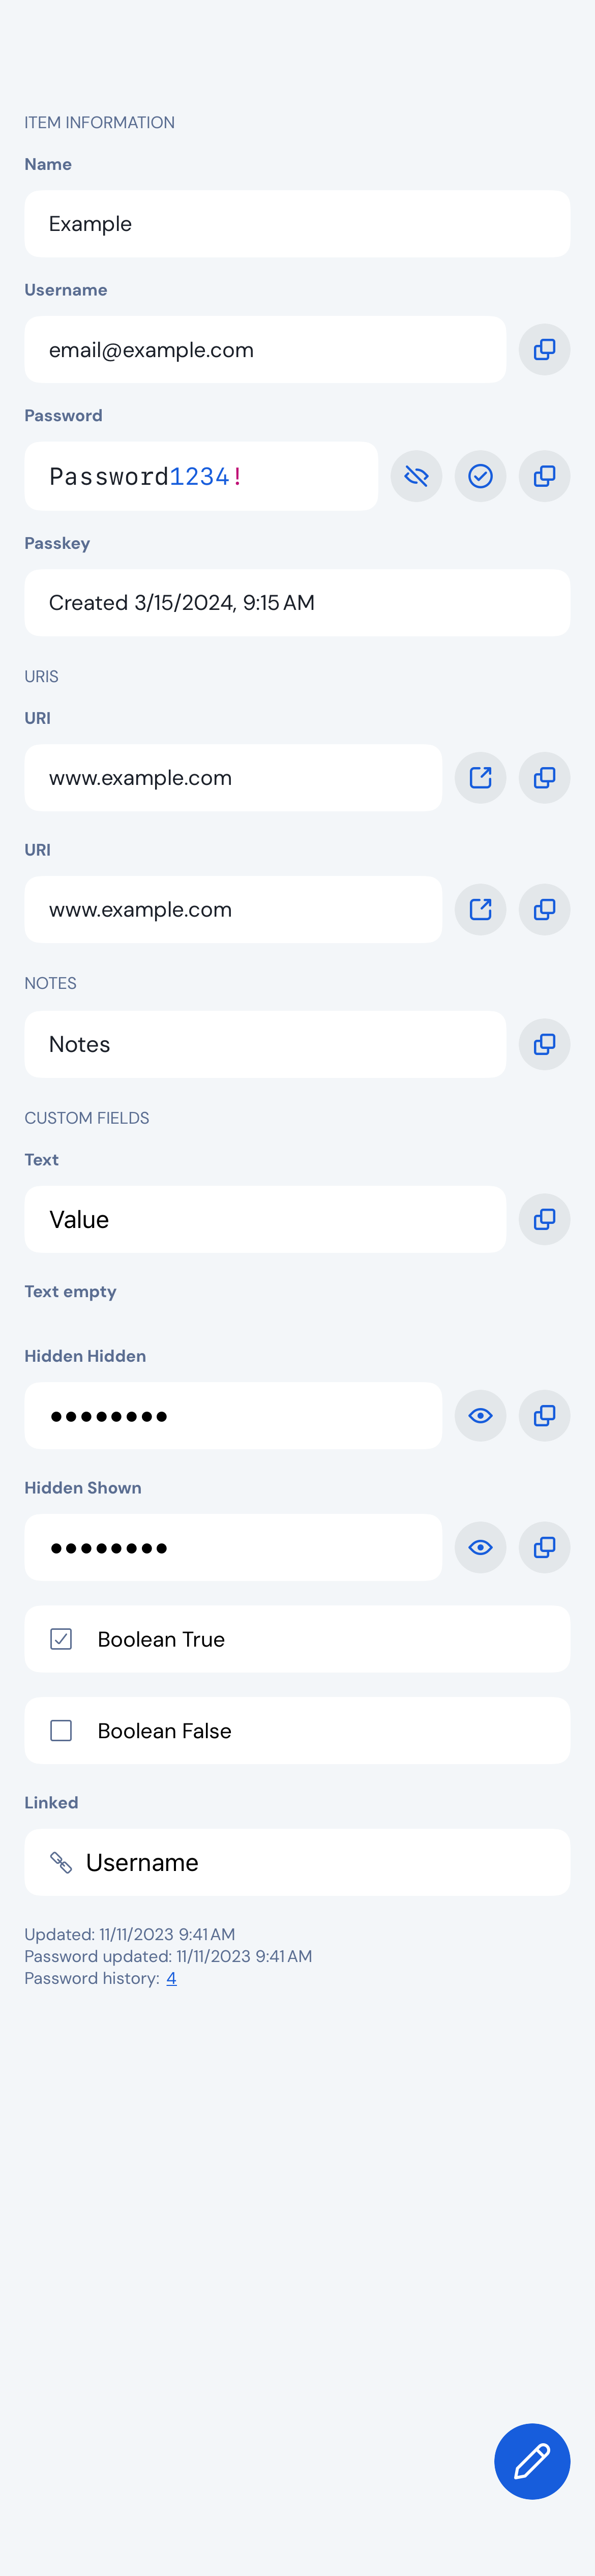 ITEM INFORMATION
Name
Example
Username
email@example.com
Password
Password1234!
Passkey
Created 3/15/2024, 9:15 AM
URIS
URI
www.example.com
URI
www.example.com
NOTES
Notes
CUSTOM FIELDS
Text
Value
Text empty
Hidden Hidden
••••••••
Hidden Shown
••••••••
Boolean True
Boolean False
Linked
Username
Updated: 11/11/2023 9:41 AM
Password updated: 11/11/2023 9:41 AM
Password history: 4